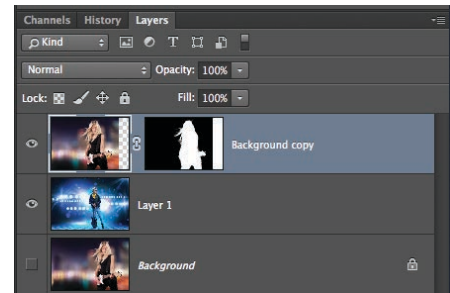 Channels History Layers
Kind T
Normal Opacity: 100%
Lock: Fill: 100%
Background copy
Layer 1
Background